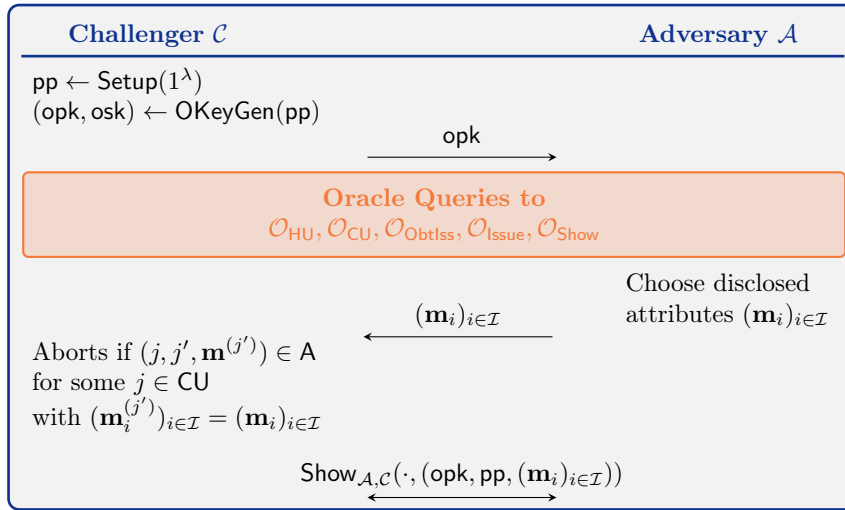 Challenger 𝒞
Adversary 𝒜
pp ← Setup(1^λ)
(opk, osk) ← OKeyGen(pp)
opk
Oracle Queries to
𝒪_HU, 𝒪_CU, 𝒪_ObtIss, 𝒪_Issue, 𝒪_Show
Choose disclosed
attributes (𝐦_i)_{i∈ℐ}
(𝐦_i)_{i∈ℐ}
Aborts if (j, j′, 𝐦^{(j′)}) ∈ A
for some j ∈ CU
with (𝐦_i^{(j′)})_{i∈ℐ} = (𝐦_i)_{i∈ℐ}
Show_{𝒜,𝒞}(·, (opk, pp, (𝐦_i)_{i∈ℐ}))